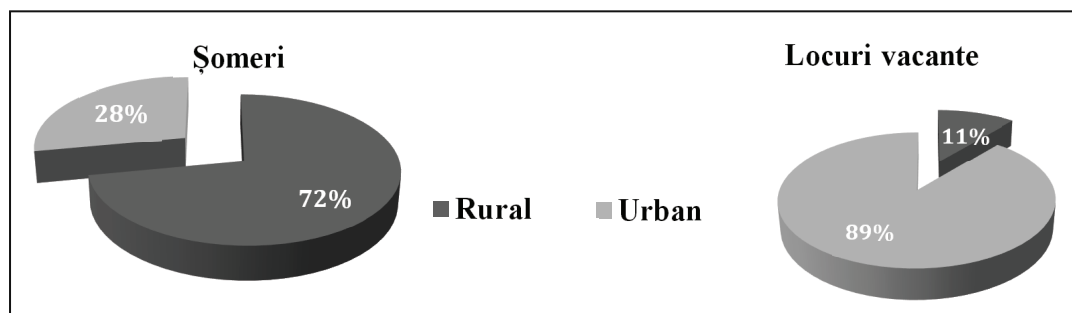 Șomeri
28%
72%
Rural
Urban
Locuri vacante
11%
89%